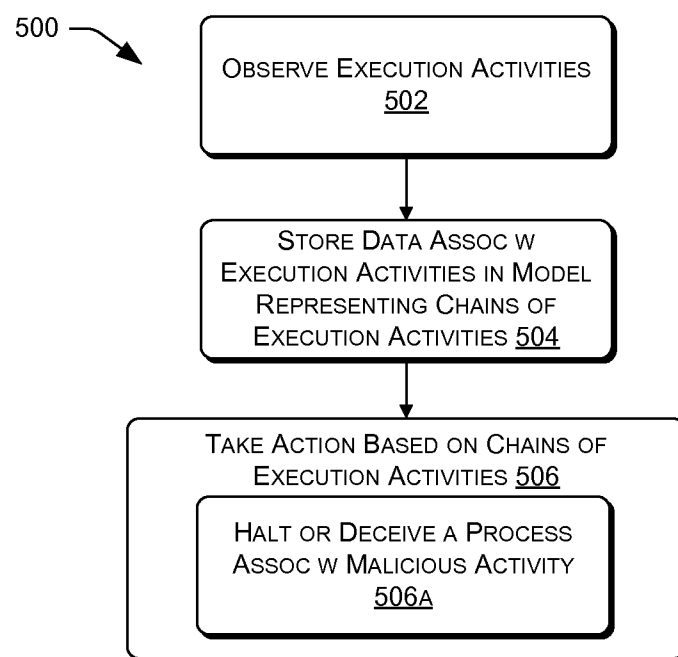 500
OBSERVE EXECUTION ACTIVITIES
502
STORE DATA ASSOC W
EXECUTION ACTIVITIES IN MODEL
REPRESENTING CHAINS OF
EXECUTION ACTIVITIES 504
TAKE ACTION BASED ON CHAINS OF
EXECUTION ACTIVITIES 506
HALT OR DECEIVE A PROCESS
ASSOC W MALICIOUS ACTIVITY
506A